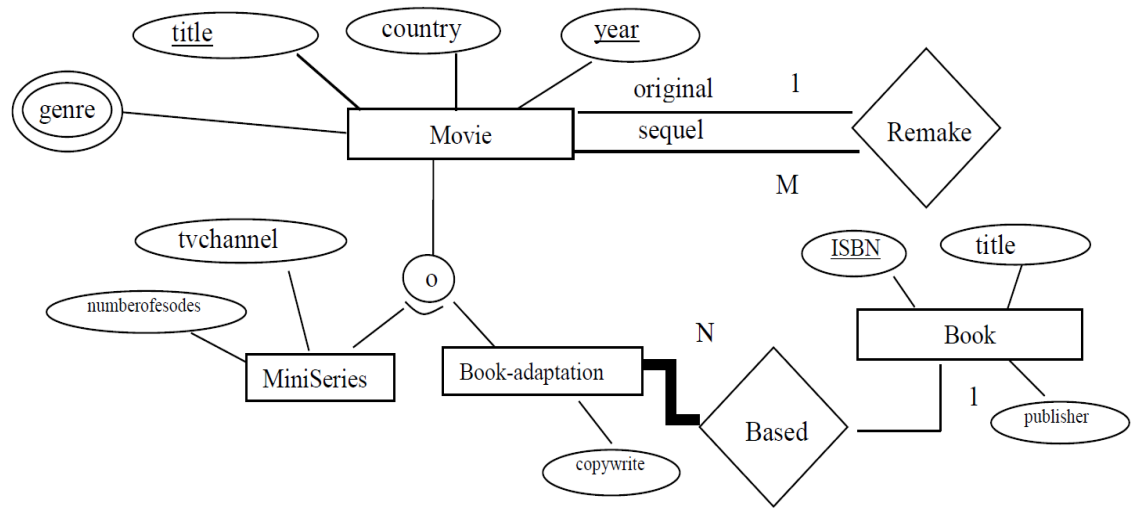 title
country
year
genre
original
1
Movie
sequel
Remake
M
tvchannel
ISBN
title
o
numberofesodes
N
Book
MiniSeries
Book-adaptation
1
publisher
Based
copywrite